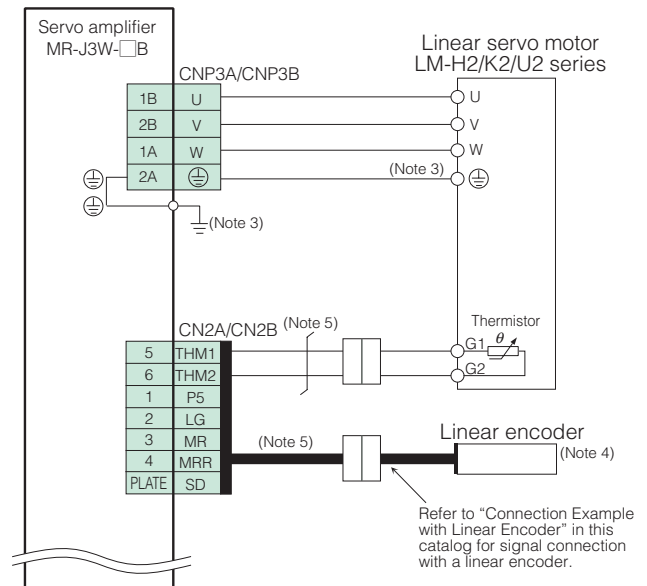 Servo amplifier
MR-J3W-□B
Linear servo motor
LM-H2/K2/U2 series
CNP3A/CNP3B
1B U
2B V
1A W
2A
U
V
W
(Note 3)
(Note 3)
CN2A/CN2B
(Note 5)
Thermistor
θ
G1
G2
5 THM1
6 THM2
1 P5
2 LG
3 MR
4 MRR
PLATE SD
(Note 5)
Linear encoder
(Note 4)
Refer to “Connection Example
with Linear Encoder” in this
catalog for signal connection
with a linear encoder.